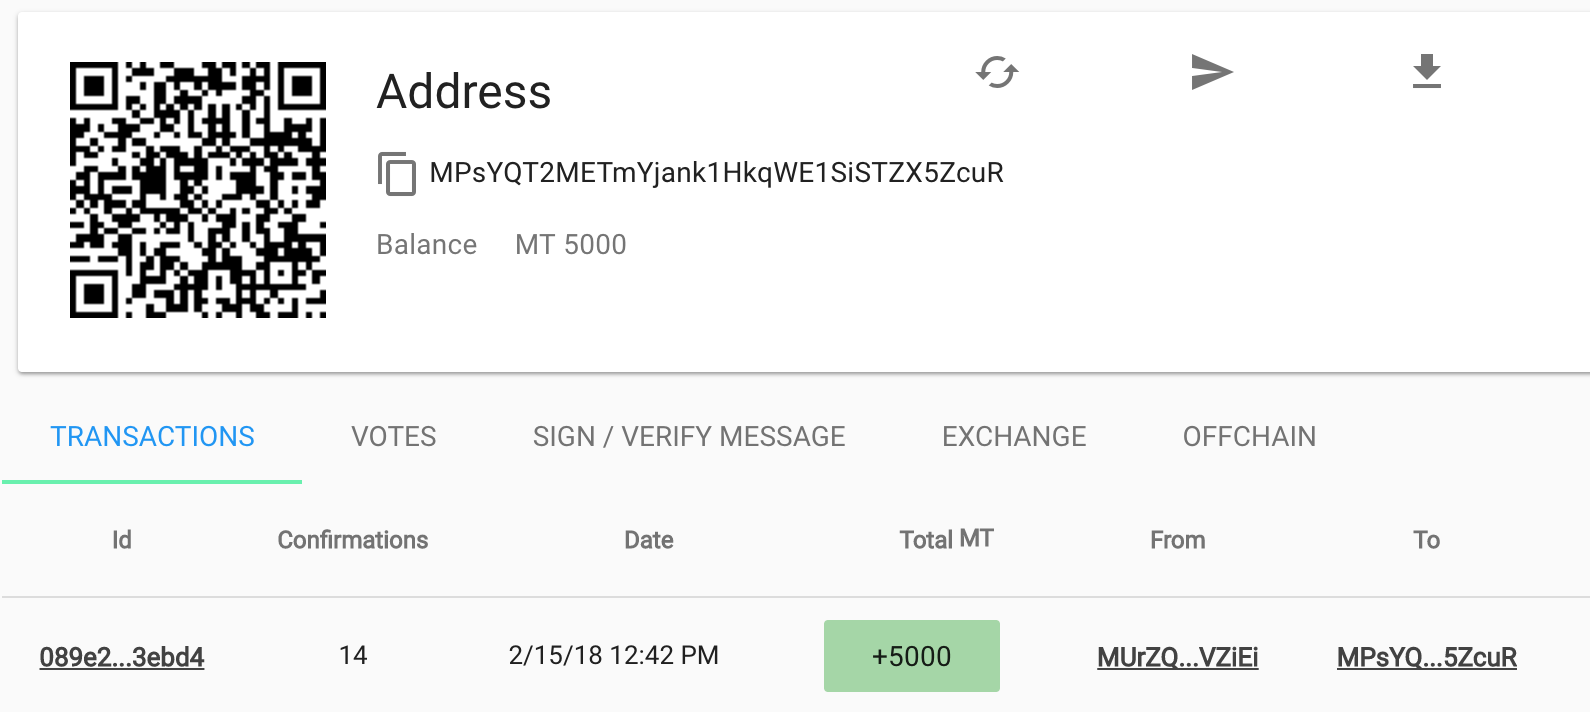 Address
MPsYQT2METmYjank1HkqWE1SiSTZX5ZcuR
Balance MT 5000
TRANSACTIONS VOTES SIGN / VERIFY MESSAGE EXCHANGE OFFCHAIN
Id Confirmations Date Total MT From To
089e2...3ebd4 14 2/15/18 12:42 PM +5000 MUrZQ...VZiEi MPsYQ...5ZcuR